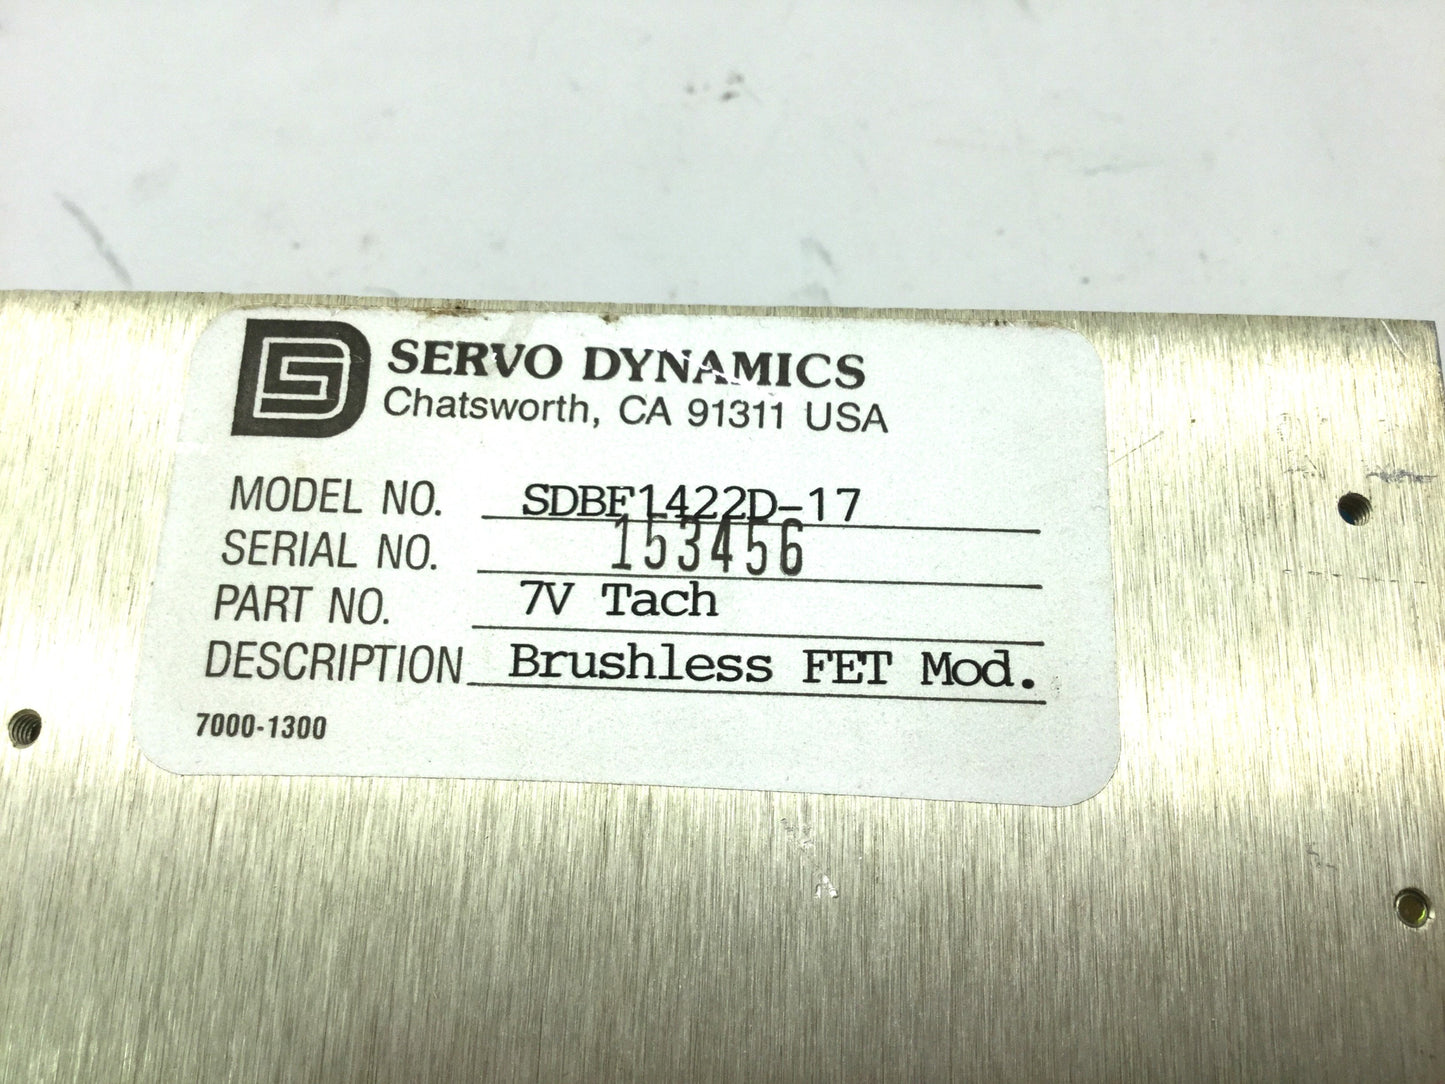 SD SERVO DYNAMICS
Chatsworth, CA 91311 USA
MODEL NO. SDBF1422D-17
SERIAL NO. 153456
PART NO. 7V Tach
DESCRIPTION Brushless FET Mod.
7000-1300